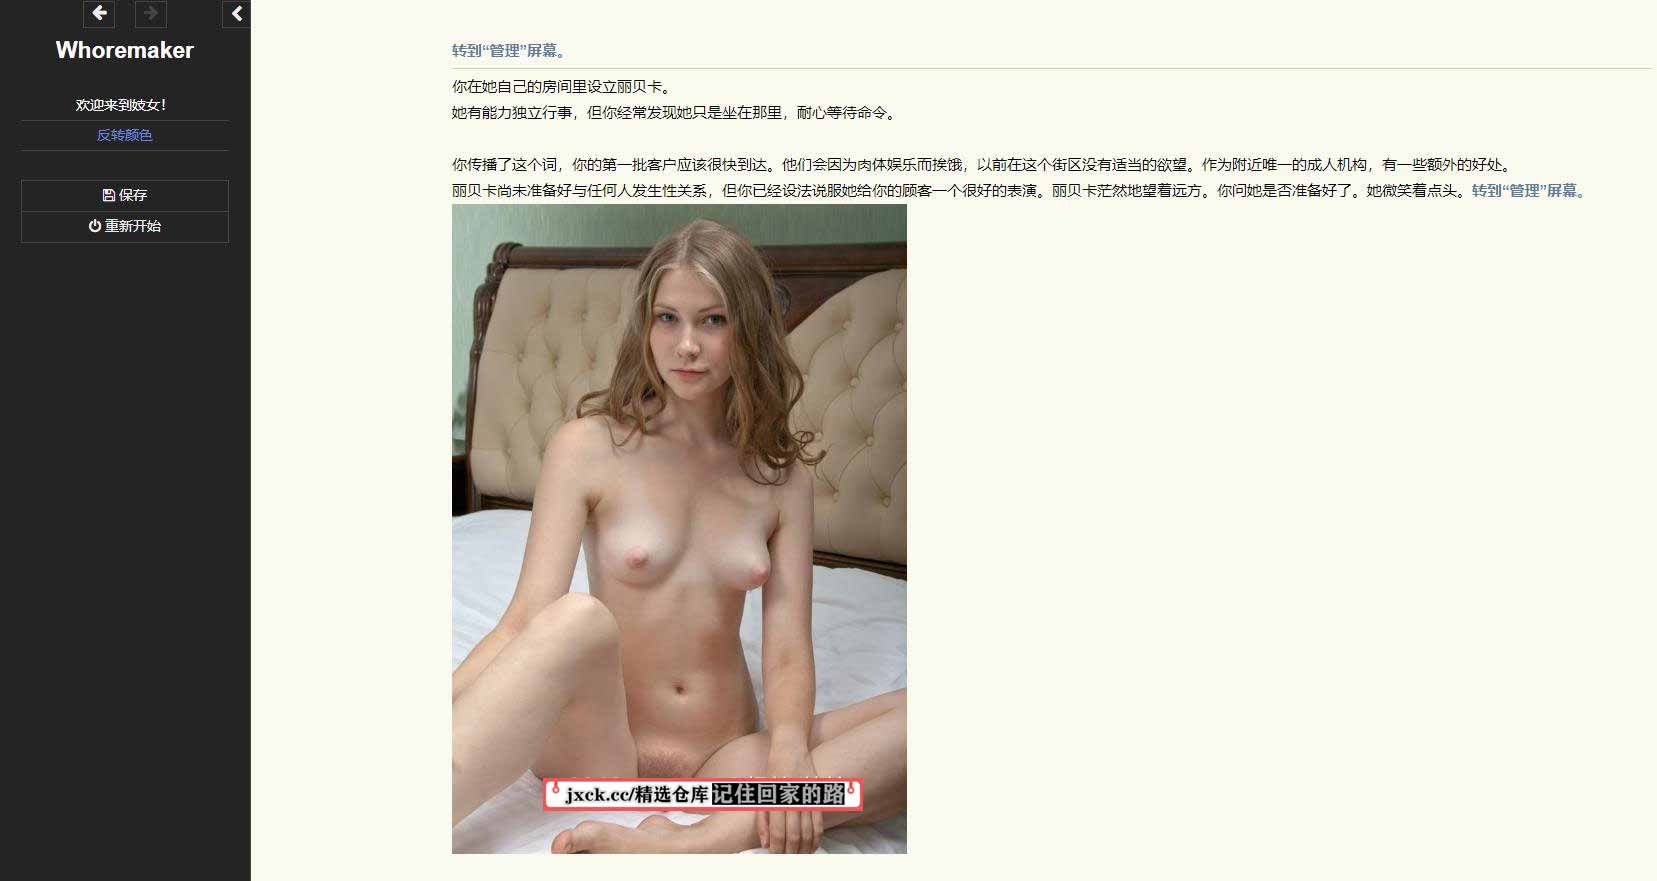 Whoremaker
欢迎来到妓女！
反转颜色
保存
重新开始
转到“管理”屏幕。
你在她自己的房间里设立丽贝卡。
她有能力独立行事，但你经常发现她只是坐在那里，耐心等待命令。
你传播了这个词，你的第一批客户应该很快到达。他们会因为肉体娱乐而挨饿，以前在这个街区没有适当的欲望。作为附近唯一的成人机构，有一些额外的好处。
丽贝卡尚未准备好与任何人发生性关系，但你已经设法说服她给你的顾客一个很好的表演。丽贝卡茫然地望着远方。你问她是否准备好了。她微笑着点头。转到“管理”屏幕。
jxck.cc/精选仓库 记住回家的路